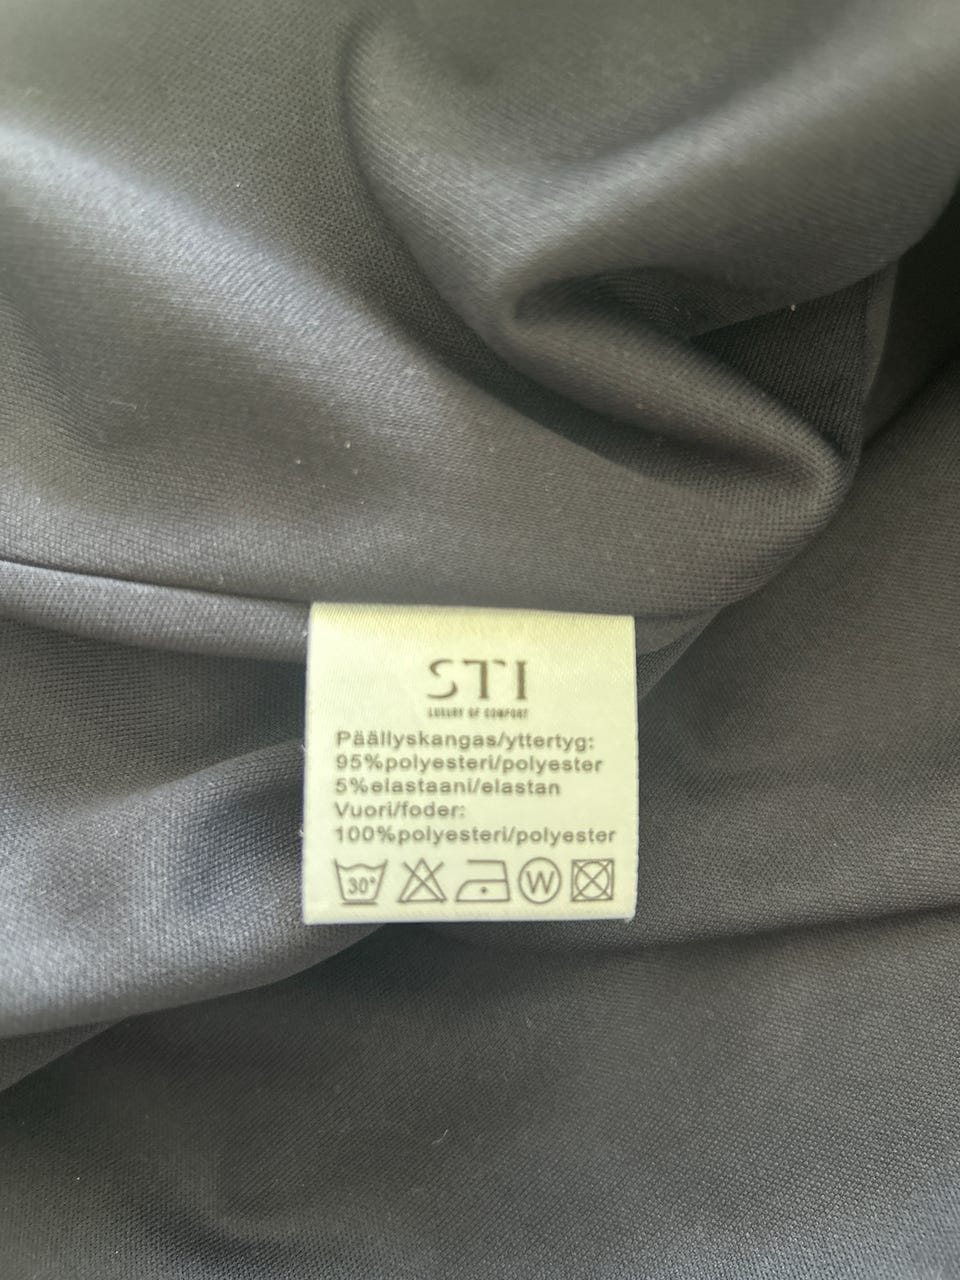 STI
LUXURY OF COMFORT
Päällyskangas/yttertyg:
95%polyesteri/polyester
5%elastaani/elastan
Vuori/foder:
100%polyesteri/polyester
30° W